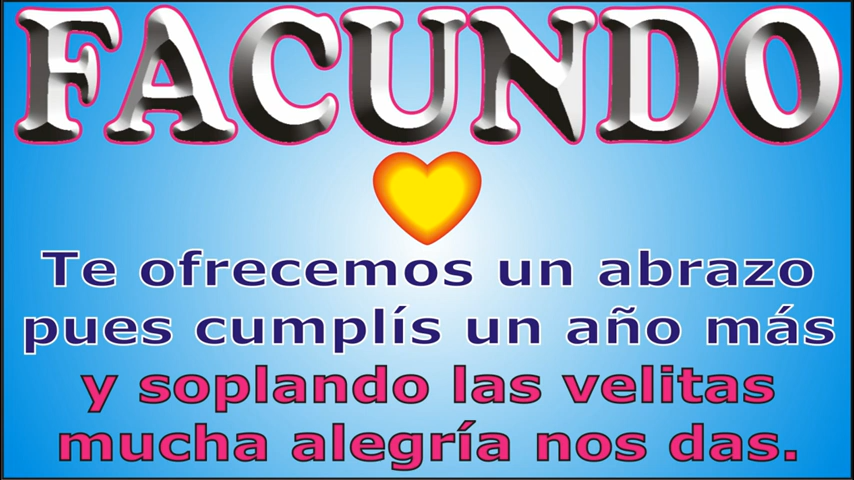 FACUNDO
Te ofrecemos un abrazo
pues cumplís un año más
y soplando las velitas
mucha alegría nos das.